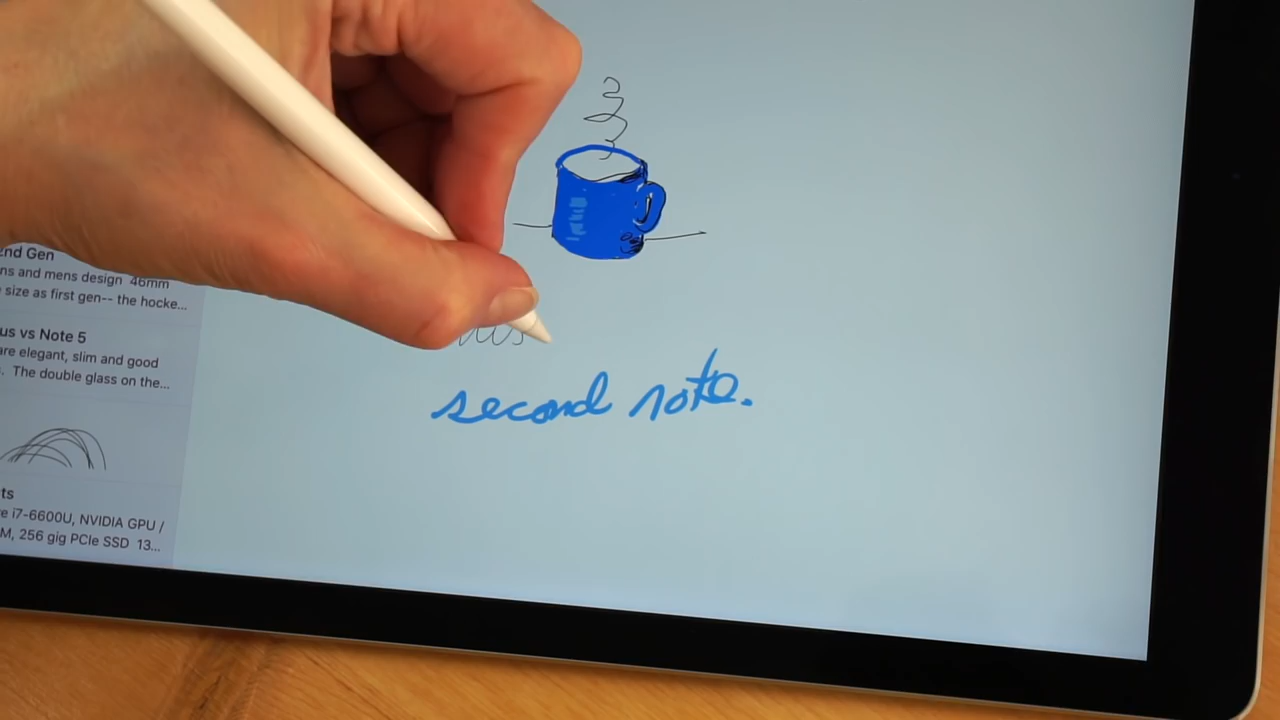 2nd Gen
ns and mens design 46mm
size as first gen-- the hocke...
us vs Note 5
are elegant, slim and good
. The double glass on the...
ts
e i7-6600U, NVIDIA GPU /
M, 256 gig PCIe SSD 13...
second note.